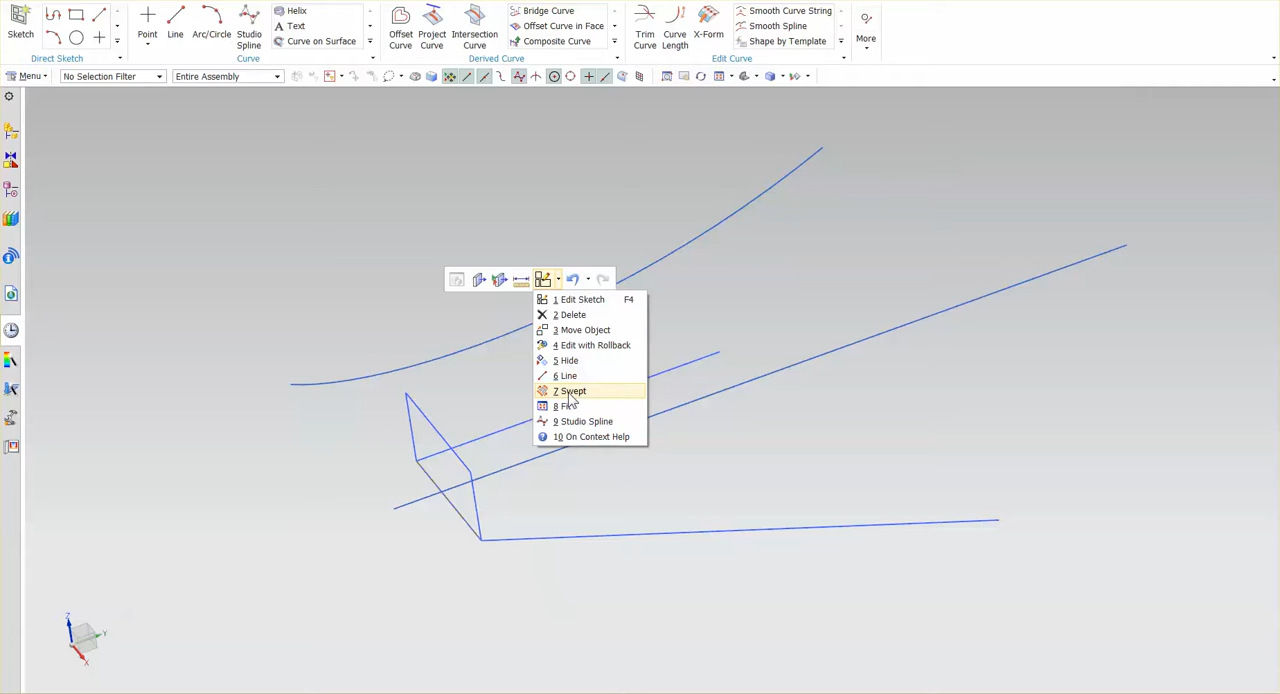 Sketch
Direct Sketch
Point
Line
Arc/Circle
Studio Spline
Helix
Text
Curve on Surface
Curve
Offset Curve
Project Curve
Intersection Curve
Bridge Curve
Offset Curve in Face
Composite Curve
Derived Curve
Trim Curve
Curve Length
X-Form
Smooth Curve String
Smooth Spline
Shape by Template
Edit Curve
More
Menu
No Selection Filter
Entire Assembly
1 Edit Sketch F4
2 Delete
3 Move Object
4 Edit with Rollback
5 Hide
6 Line
7 Swept
8
9 Studio Spline
10 On Context Help
Z
Y
X